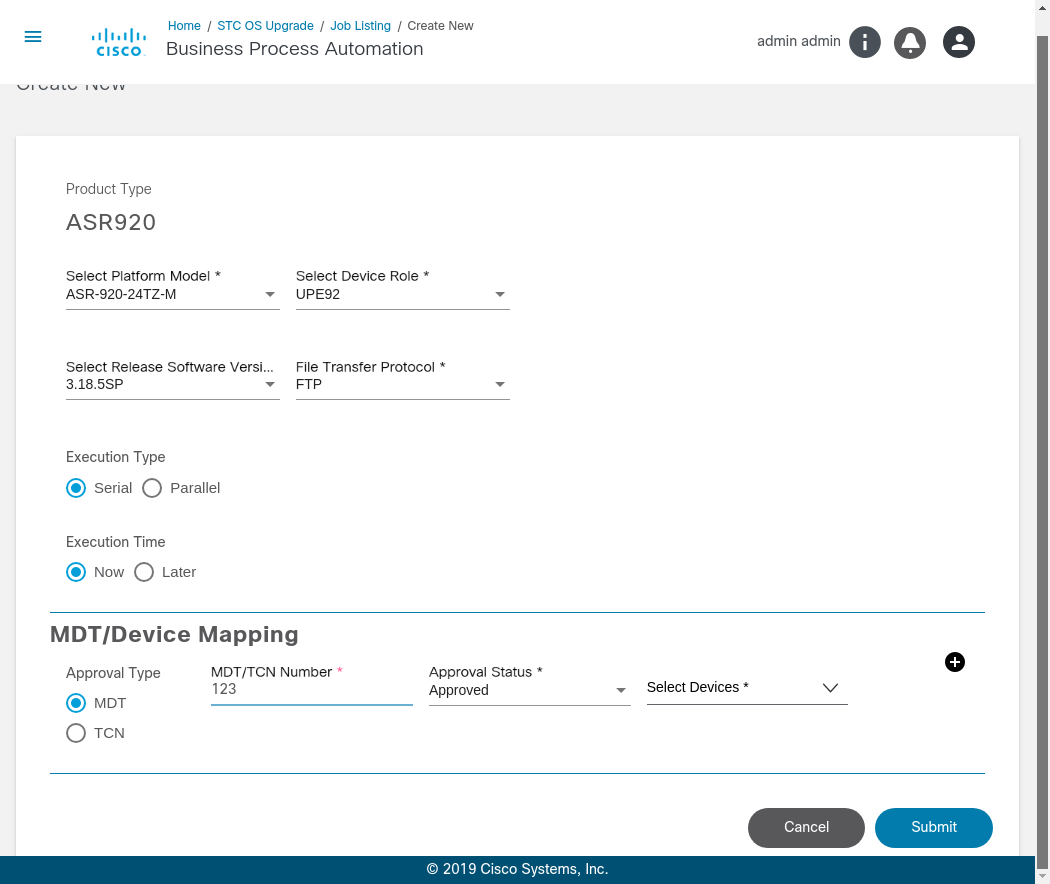 Home / STC OS Upgrade / Job Listing / Create New
CISCO
Business Process Automation
admin admin
Create New
Product Type
ASR920
Select Platform Model * Select Device Role *
ASR-920-24TZ-M UPE92
Select Release Software Versi... File Transfer Protocol *
3.18.5SP FTP
Execution Type
Serial Parallel
Execution Time
Now Later
MDT/Device Mapping
Approval Type MDT/TCN Number * Approval Status *
123 Approved Select Devices *
MDT
TCN
Cancel Submit
© 2019 Cisco Systems, Inc.